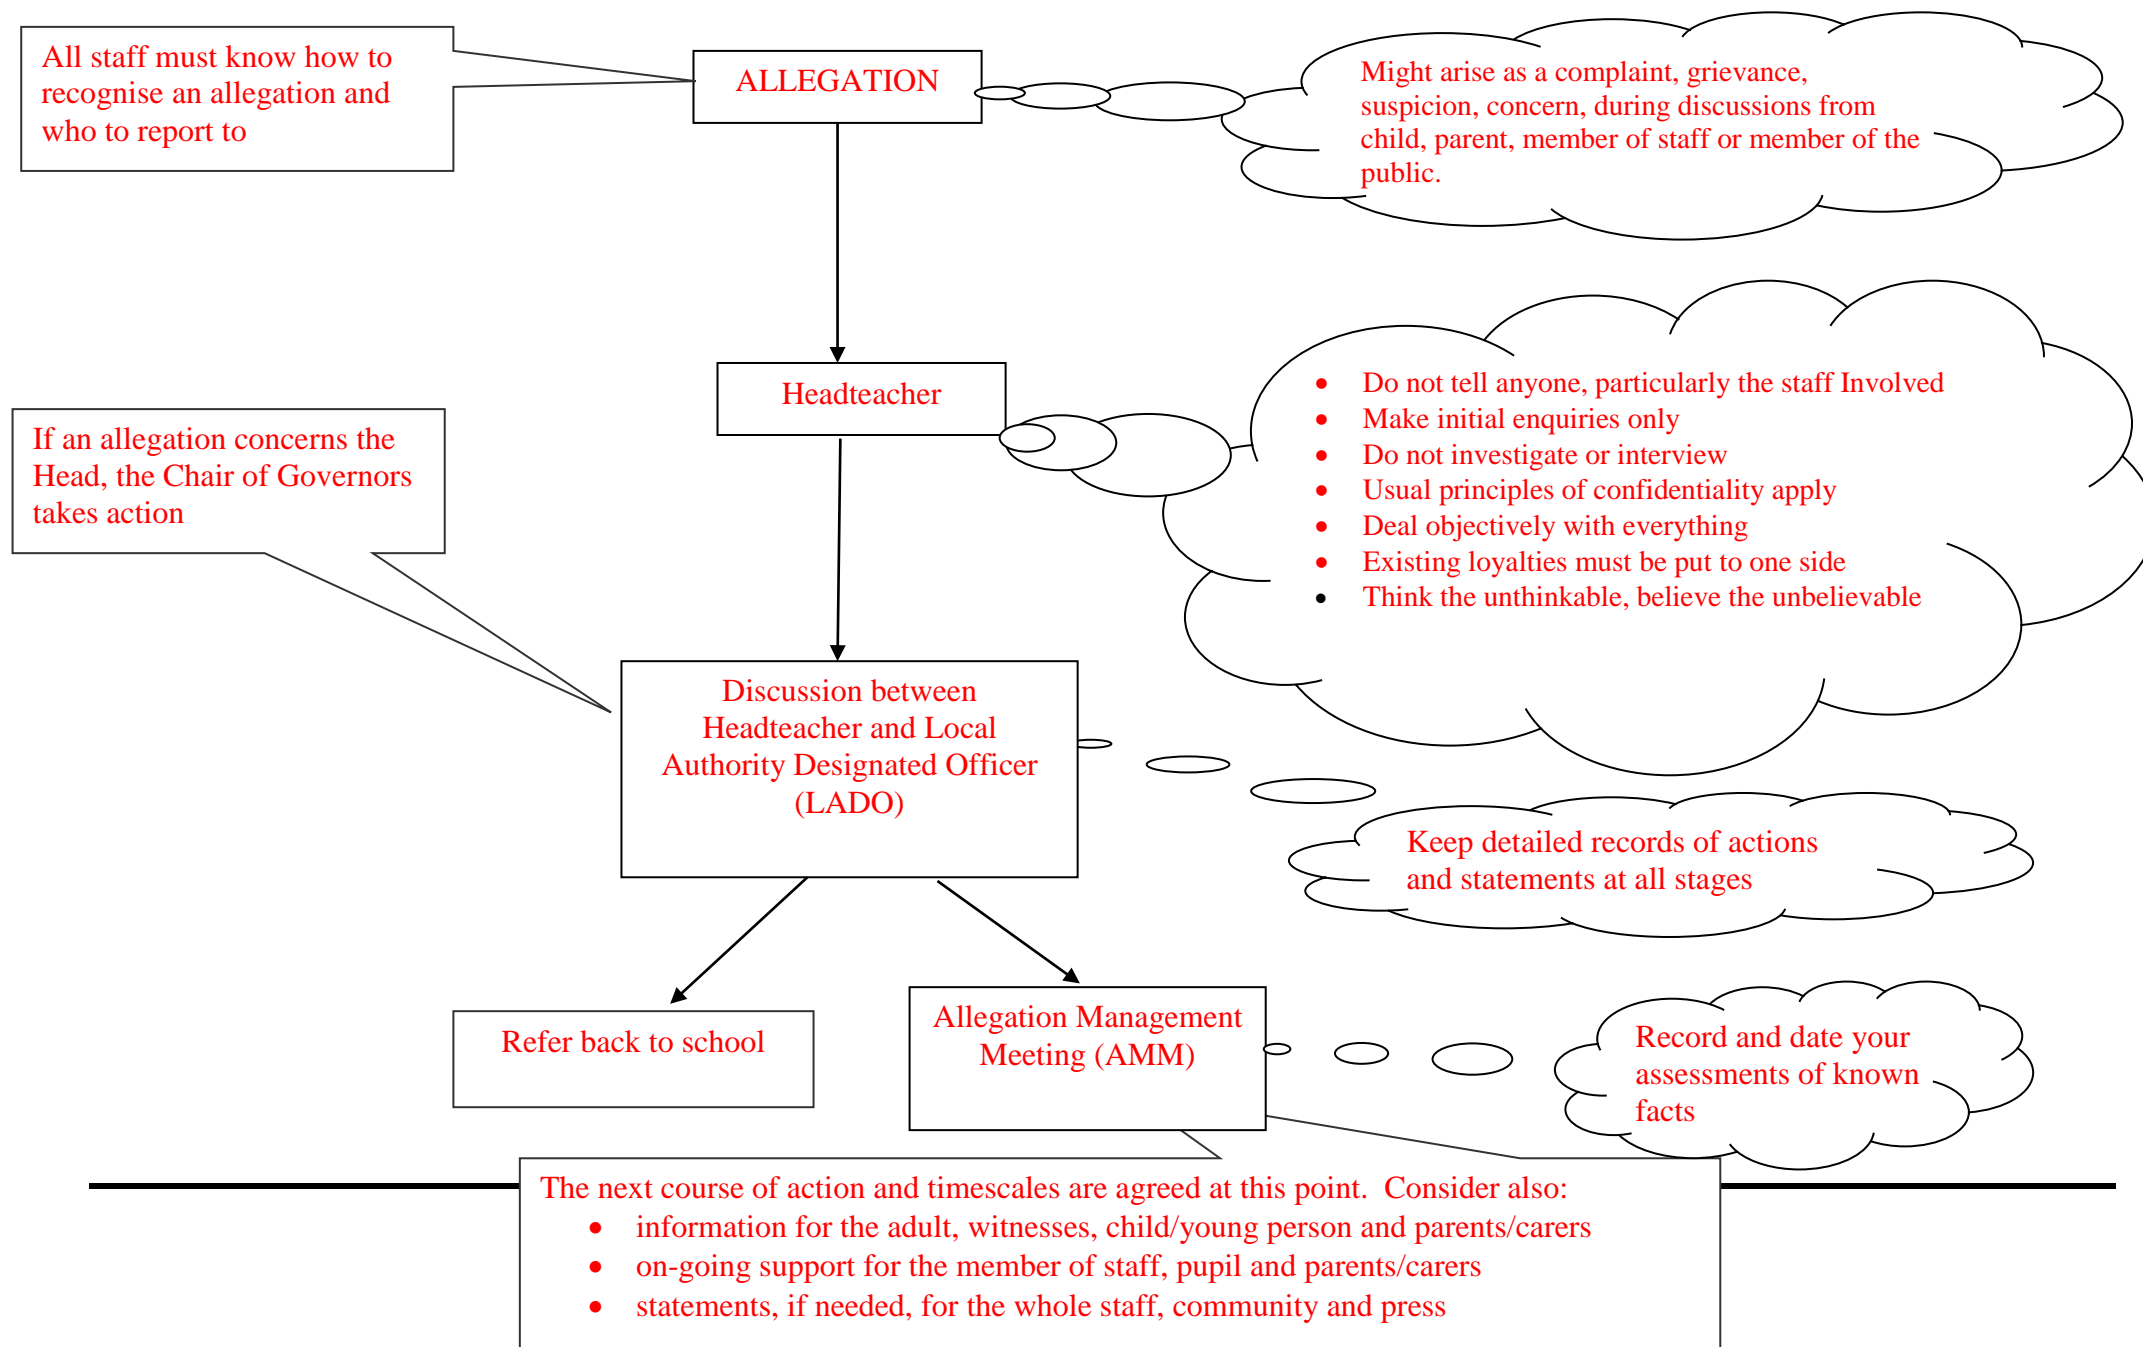 All staff must know how to
recognise an allegation and
who to report to
ALLEGATION
Might arise as a complaint, grievance,
suspicion, concern, during discussions from
child, parent, member of staff or member of the
public.
Headteacher
• Do not tell anyone, particularly the staff Involved
• Make initial enquiries only
• Do not investigate or interview
• Usual principles of confidentiality apply
• Deal objectively with everything
• Existing loyalties must be put to one side
• Think the unthinkable, believe the unbelievable
If an allegation concerns the
Head, the Chair of Governors
takes action
Discussion between
Headteacher and Local
Authority Designated Officer
(LADO)
Keep detailed records of actions
and statements at all stages
Refer back to school
Allegation Management
Meeting (AMM)
Record and date your
assessments of known
facts
The next course of action and timescales are agreed at this point.  Consider also:
• information for the adult, witnesses, child/young person and parents/carers
• on-going support for the member of staff, pupil and parents/carers
• statements, if needed, for the whole staff, community and press